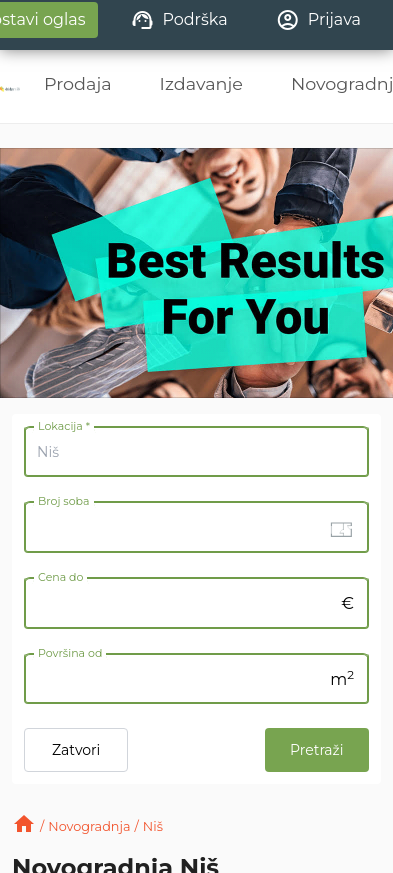 ostavi oglas
Podrška
Prijava
Prodaja
Izdavanje
Novogradnj
Best Results
For You
Lokacija *
Niš
Broj soba
Cena do
€
Površina od
m²
Zatvori
Pretraži
/ Novogradnja / Niš
Novogradnja Niš